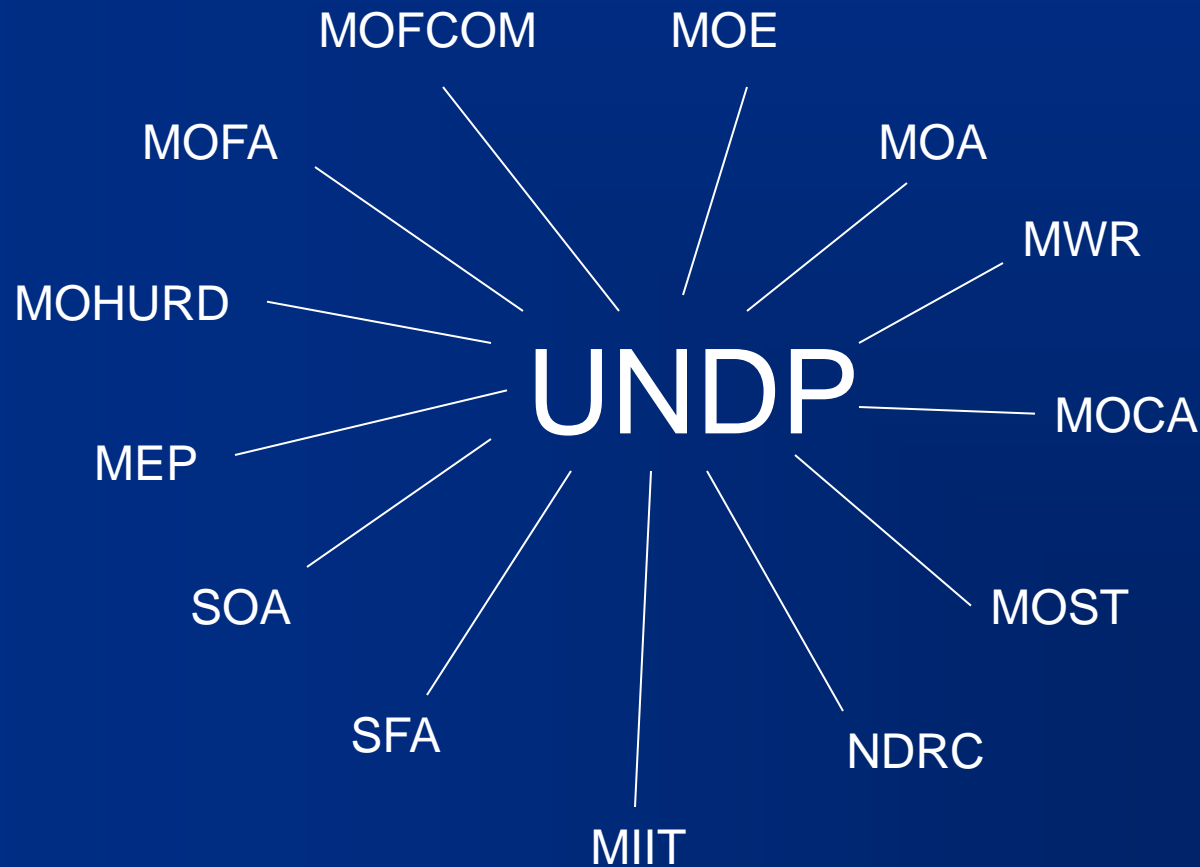 MOFCOM MOE
MOFA MOA
MWR
MOHURD
UNDP
MOCA
MEP
SOA MOST
SFA NDRC
MIIT